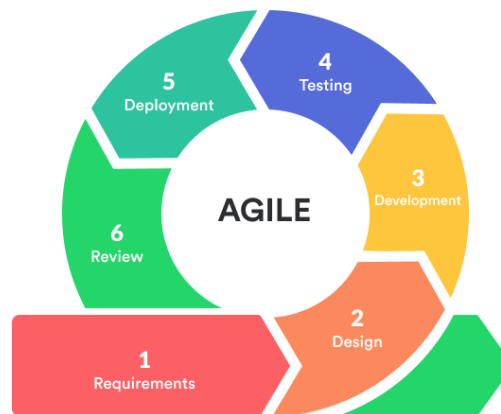 AGILE
1
Requirements
2
Design
3
Development
4
Testing
5
Deployment
6
Review